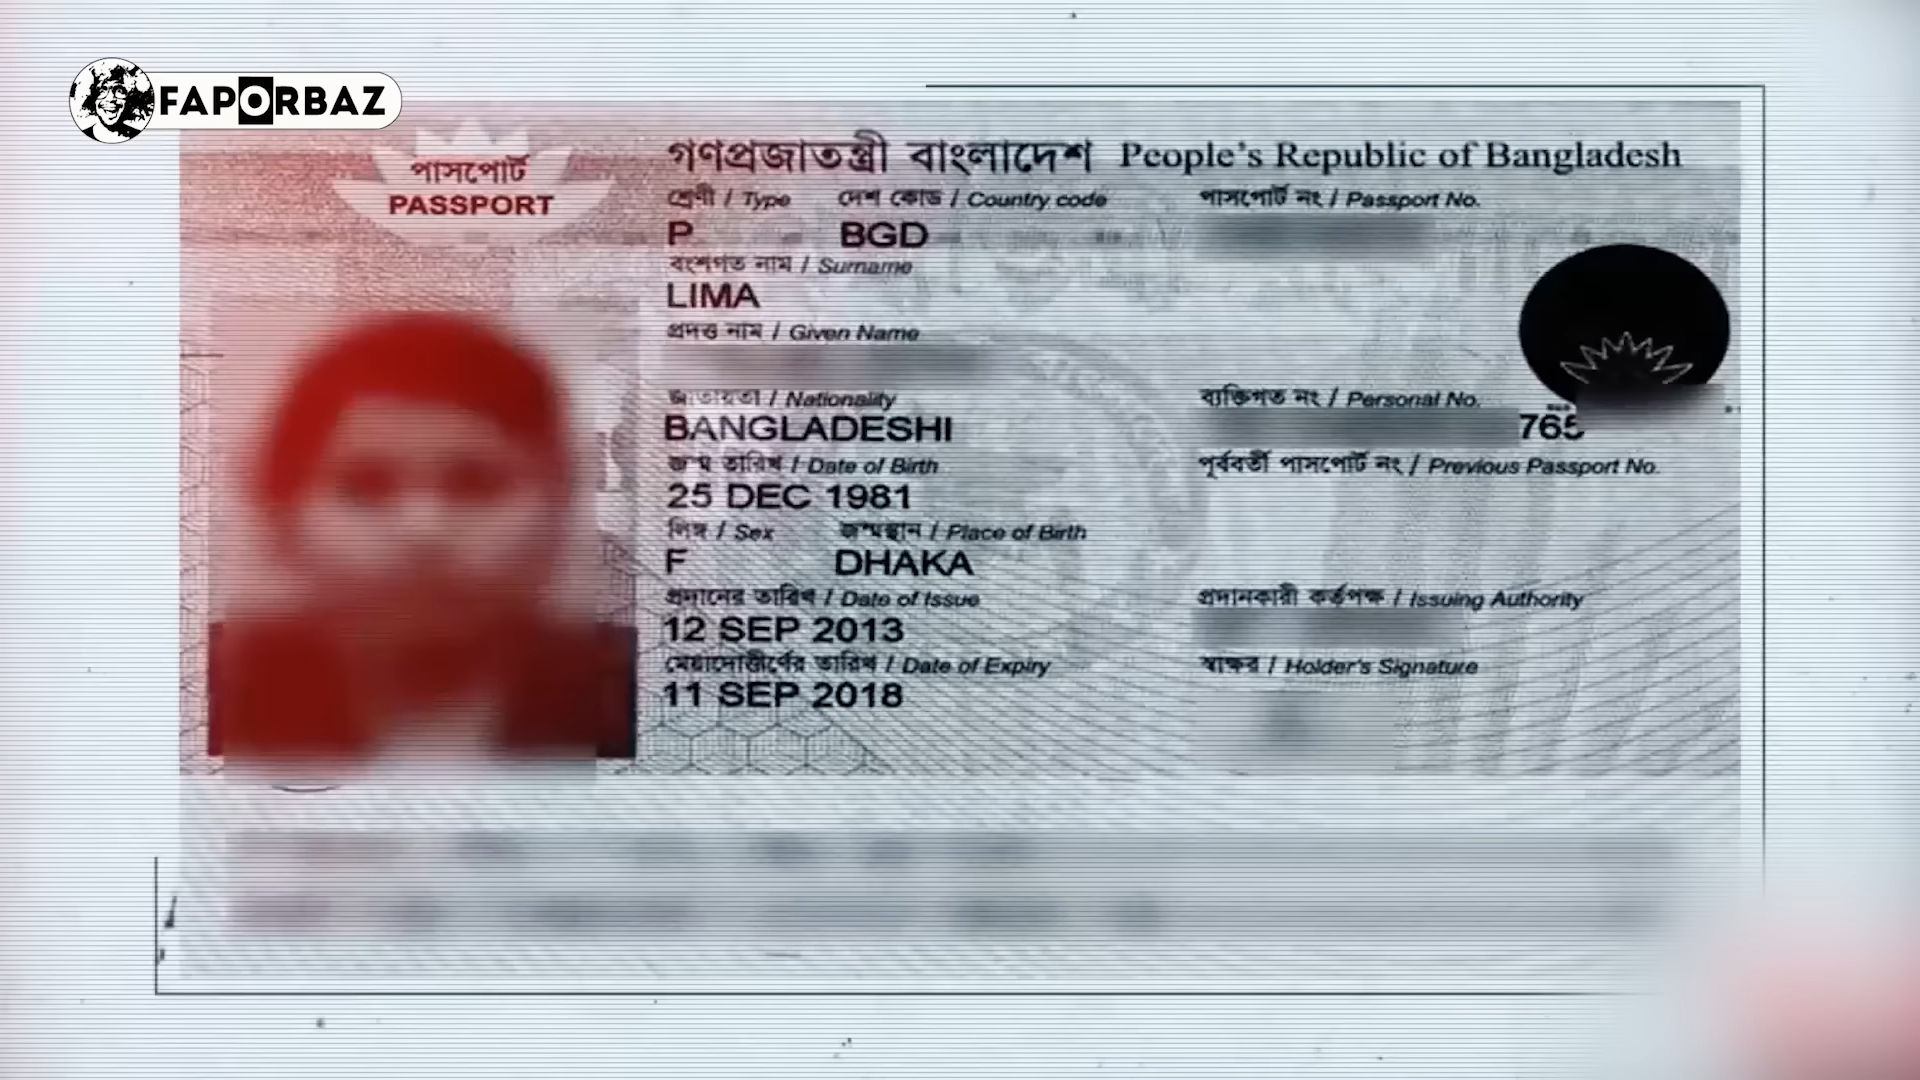 FAPORBAZ
পাসপোর্ট
PASSPORT
গণপ্রজাতন্ত্রী বাংলাদেশ People's Republic of Bangladesh
শ্রেণী / Type দেশ কোড / Country code পাসপোর্ট নং / Passport No.
P BGD
বংশগত নাম / Surname
LIMA
প্রদত্ত নাম / Given Name
জাতীয়তা / Nationality ব্যক্তিগত নং / Personal No.
BANGLADESHI 765
জন্ম তারিখ / Date of Birth পূর্ববর্তী পাসপোর্ট নং / Previous Passport No.
25 DEC 1981
লিঙ্গ / Sex জন্মস্থান / Place of Birth
F DHAKA
প্রদানের তারিখ / Date of Issue প্রদানকারী কর্তৃপক্ষ / Issuing Authority
12 SEP 2013
মেয়াদোত্তীর্ণের তারিখ / Date of Expiry স্বাক্ষর / Holder's Signature
11 SEP 2018